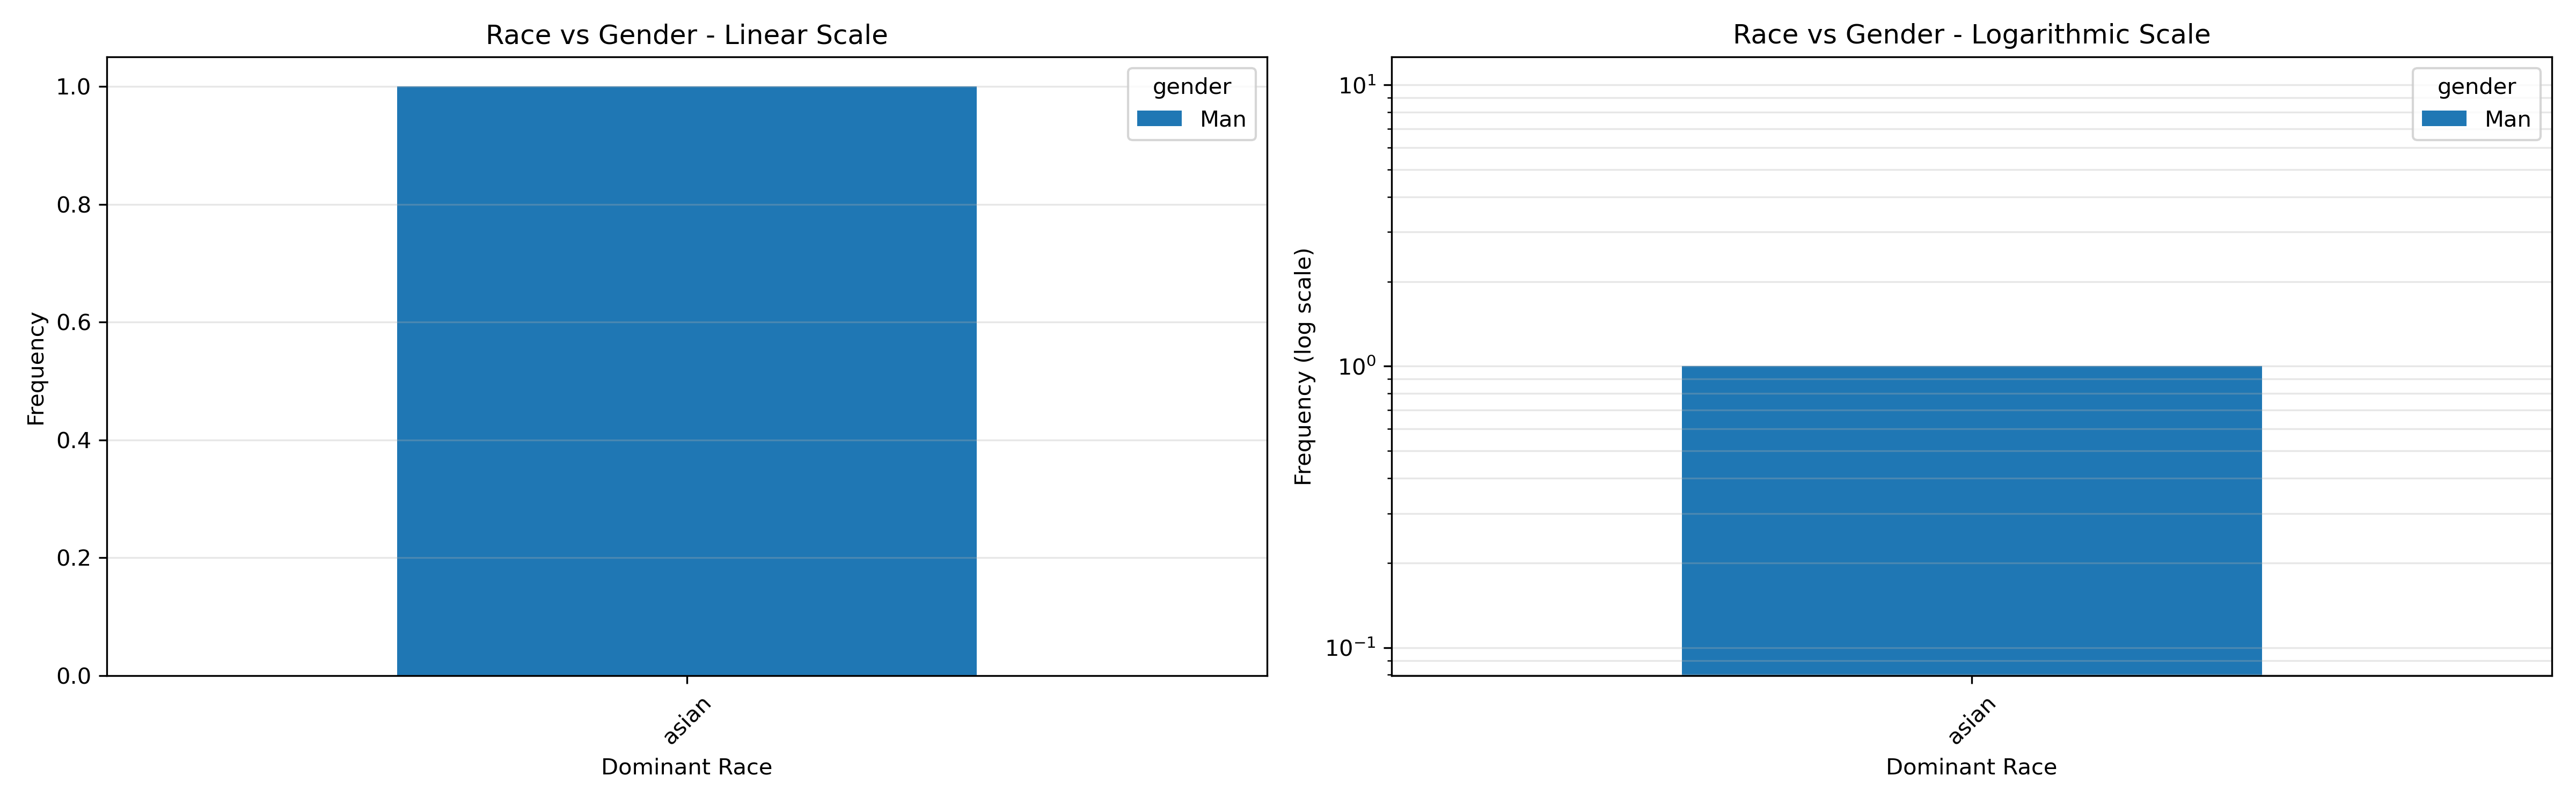 Race vs Gender - Linear Scale
gender
Man
1.0
0.8
0.6
0.4
0.2
0.0
Frequency
asian
Dominant Race
Race vs Gender - Logarithmic Scale
gender
Man
10¹
10⁰
10⁻¹
Frequency (log scale)
asian
Dominant Race